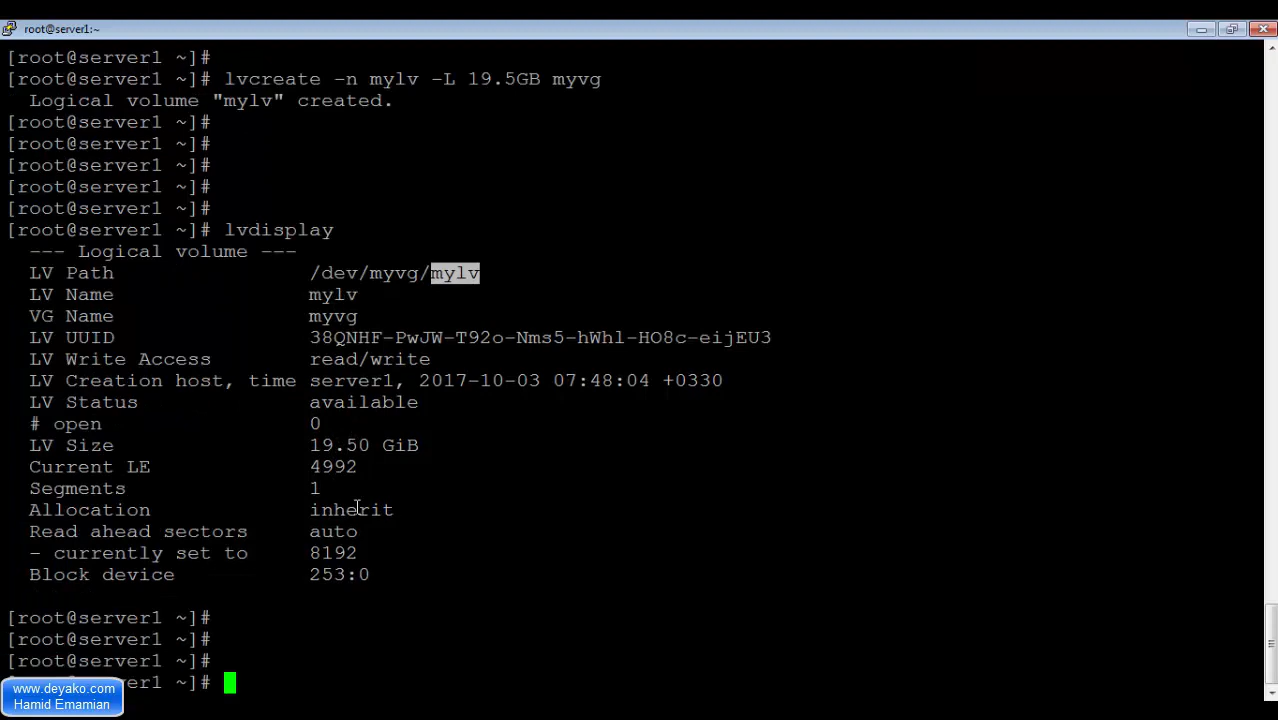 root@server1:~
[root@server1 ~]#
[root@server1 ~]# lvcreate -n mylv -L 19.5GB myvg
Logical volume "mylv" created.
[root@server1 ~]#
[root@server1 ~]#
[root@server1 ~]#
[root@server1 ~]#
[root@server1 ~]#
[root@server1 ~]# lvdisplay
--- Logical volume ---
LV Path /dev/myvg/mylv
LV Name mylv
VG Name myvg
LV UUID 38QNHF-PwJW-T92o-Nms5-hWhl-HO8c-eijEU3
LV Write Access read/write
LV Creation host, time server1, 2017-10-03 07:48:04 +0330
LV Status available
# open 0
LV Size 19.50 GiB
Current LE 4992
Segments 1
Allocation inherit
Read ahead sectors auto
- currently set to 8192
Block device 253:0
[root@server1 ~]#
[root@server1 ~]#
[root@server1 ~]#
erver1 ~]#
www.deyako.com
Hamid Emamian